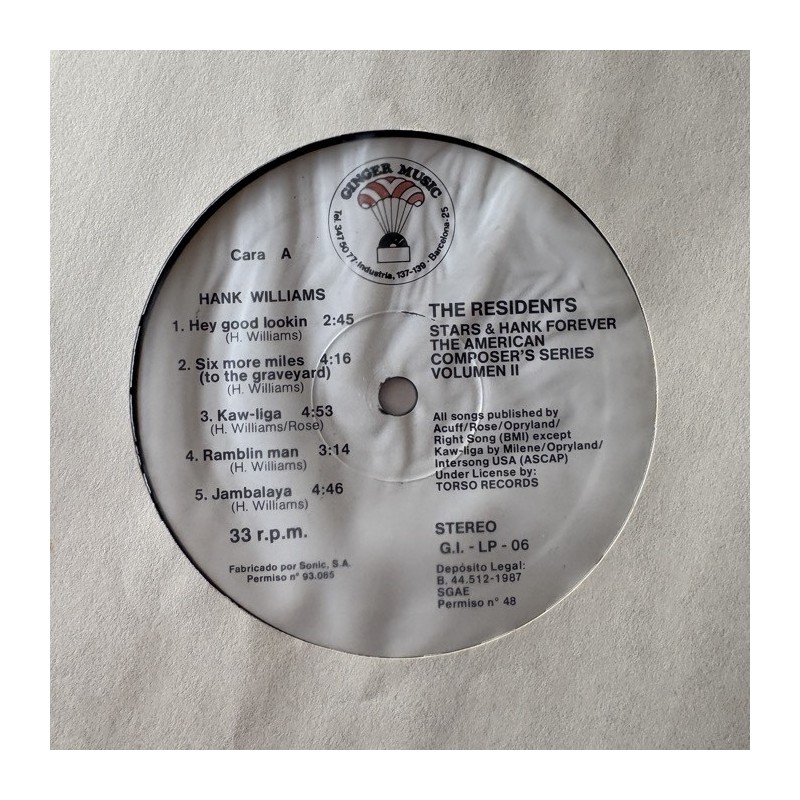 GINGER MUSIC
Tel. 347 50 77 · Industria, 137-139 · Barcelona-25
Cara A
HANK WILLIAMS
1. Hey good lookin 2:45
(H. Williams)
2. Six more miles 4:16
(to the graveyard)
(H. Williams)
3. Kaw-liga 4:53
(H. Williams/Rose)
4. Ramblin man 3:14
(H. Williams)
5. Jambalaya 4:46
(H. Williams)
33 r.p.m.
Fabricado por Sonic, S.A.
Permiso n° 93.085
THE RESIDENTS
STARS & HANK FOREVER
THE AMERICAN
COMPOSER'S SERIES
VOLUMEN II
All songs published by
Acuff/Rose/Opryland/
Right Song (BMI) except
Kaw-liga by Milene/Opryland/
Intersong USA (ASCAP)
Under License by:
TORSO RECORDS
STEREO
G.I. - LP - 06
Depósito Legal:
B. 44.512-1987
SGAE
Permiso n° 48